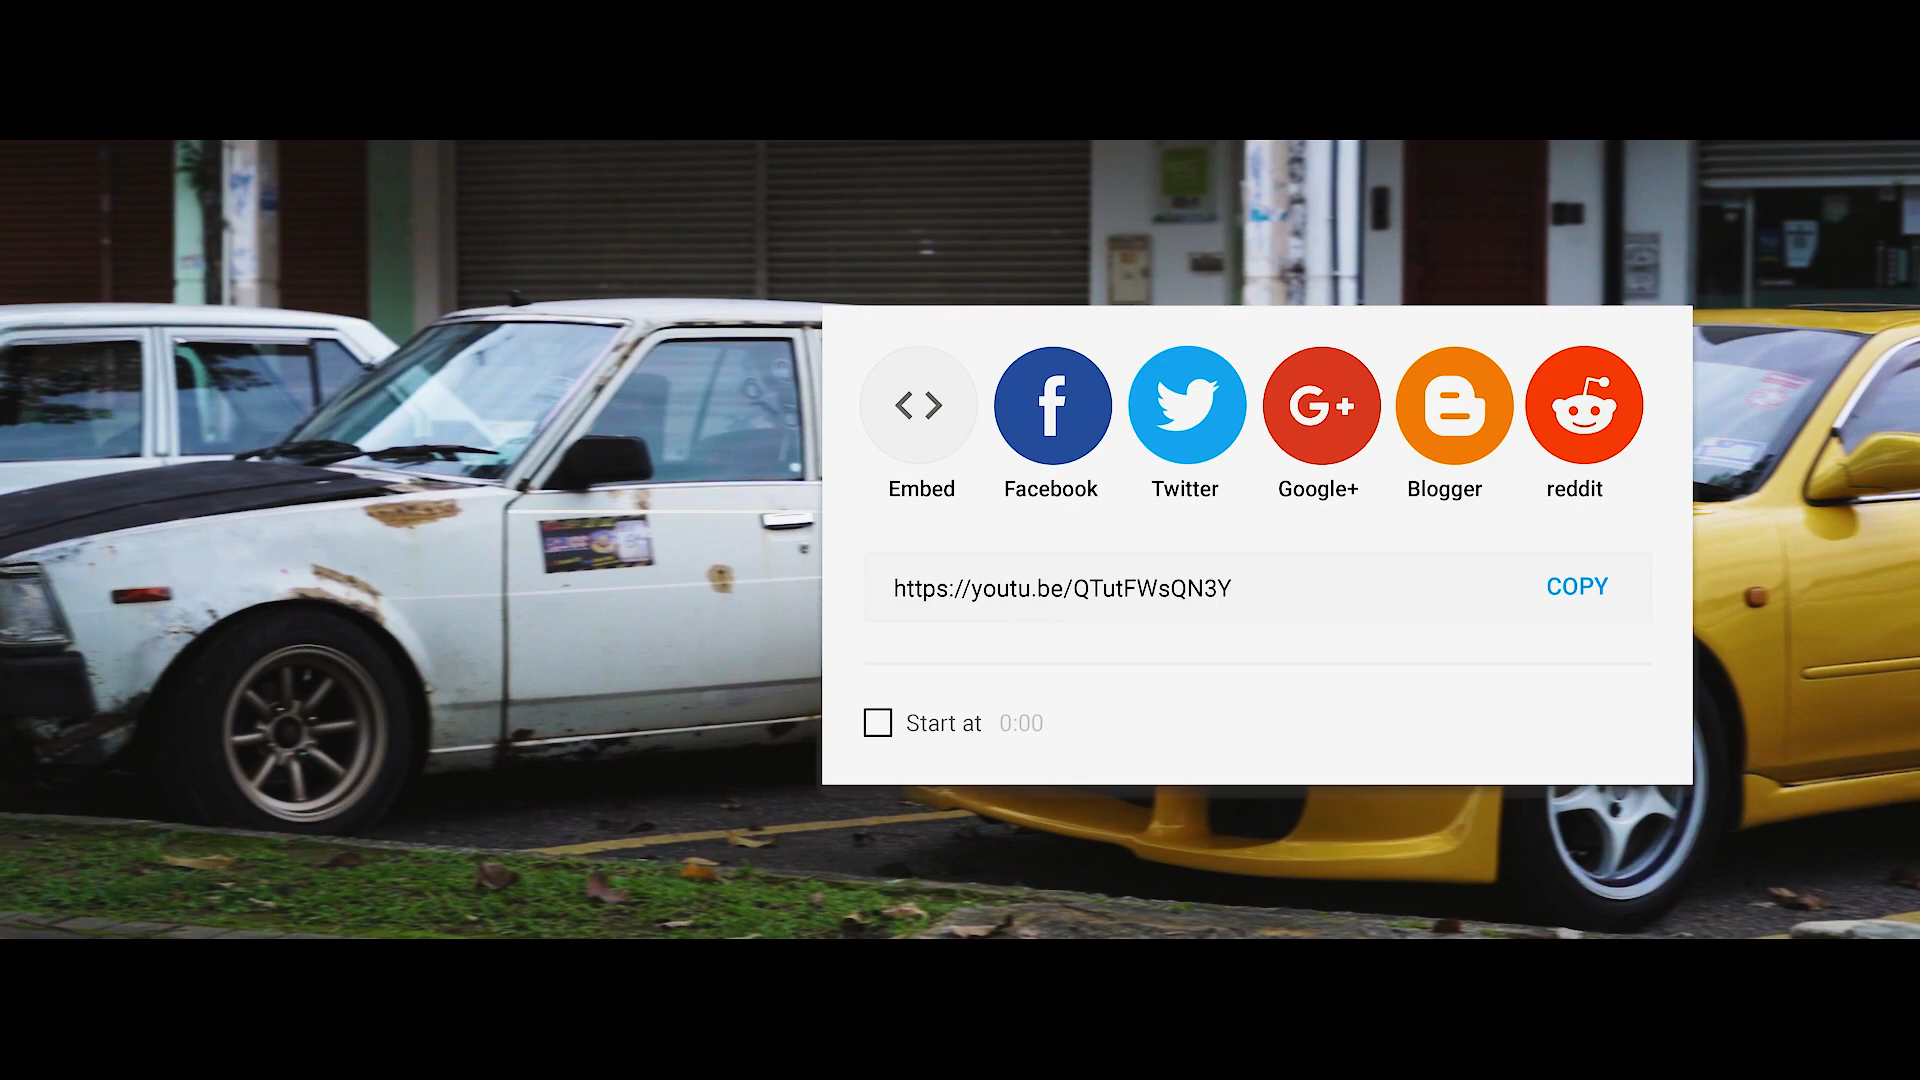 Embed Facebook Twitter Google+ Blogger reddit
https://youtu.be/QTutFWsQN3Y COPY
Start at 0:00